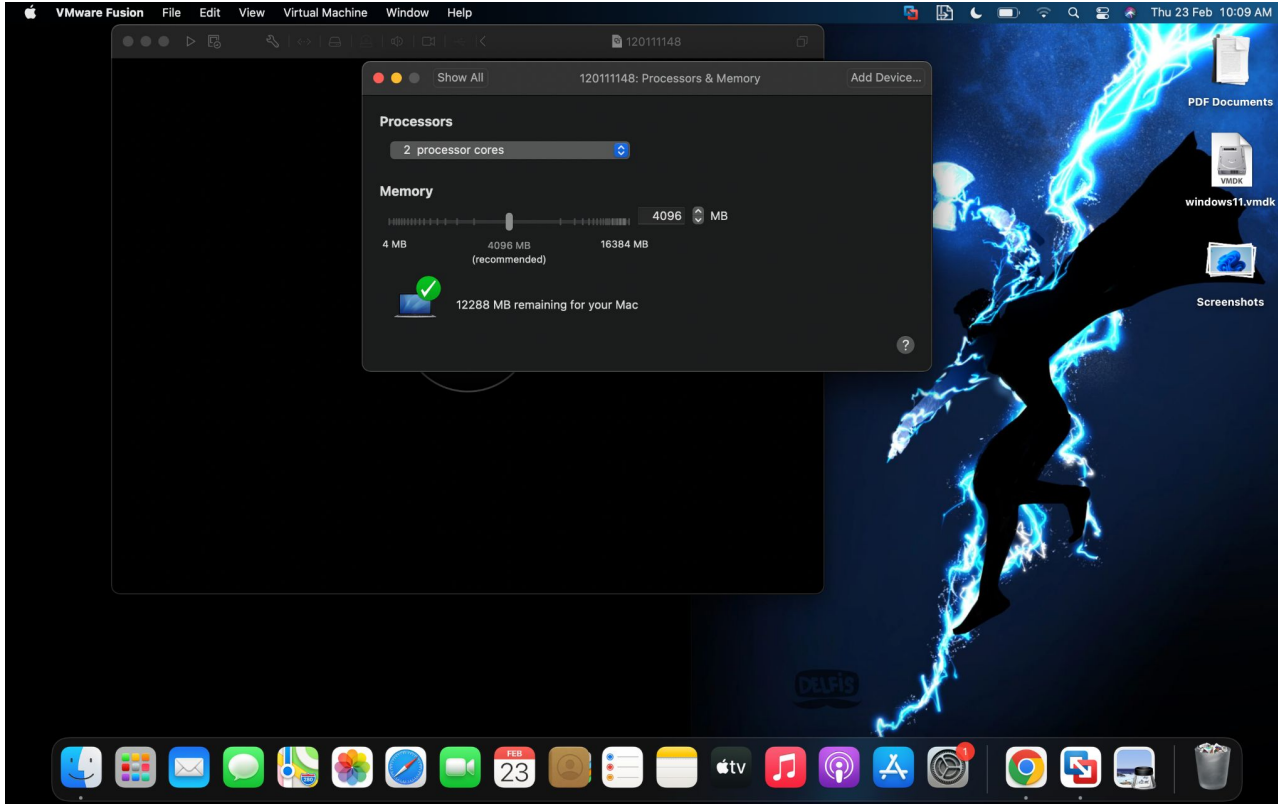 VMware Fusion File Edit View Virtual Machine Window Help Thu 23 Feb 10:09 AM
120111148
Show All 120111148: Processors & Memory Add Device...
Processors
2 processor cores
Memory
4096 MB
4 MB 4096 MB 16384 MB
(recommended)
12288 MB remaining for your Mac
?
PDF Documents
VMDK
windows11.vmdk
Screenshots
DELFIS
FEB
23
280
tv
1